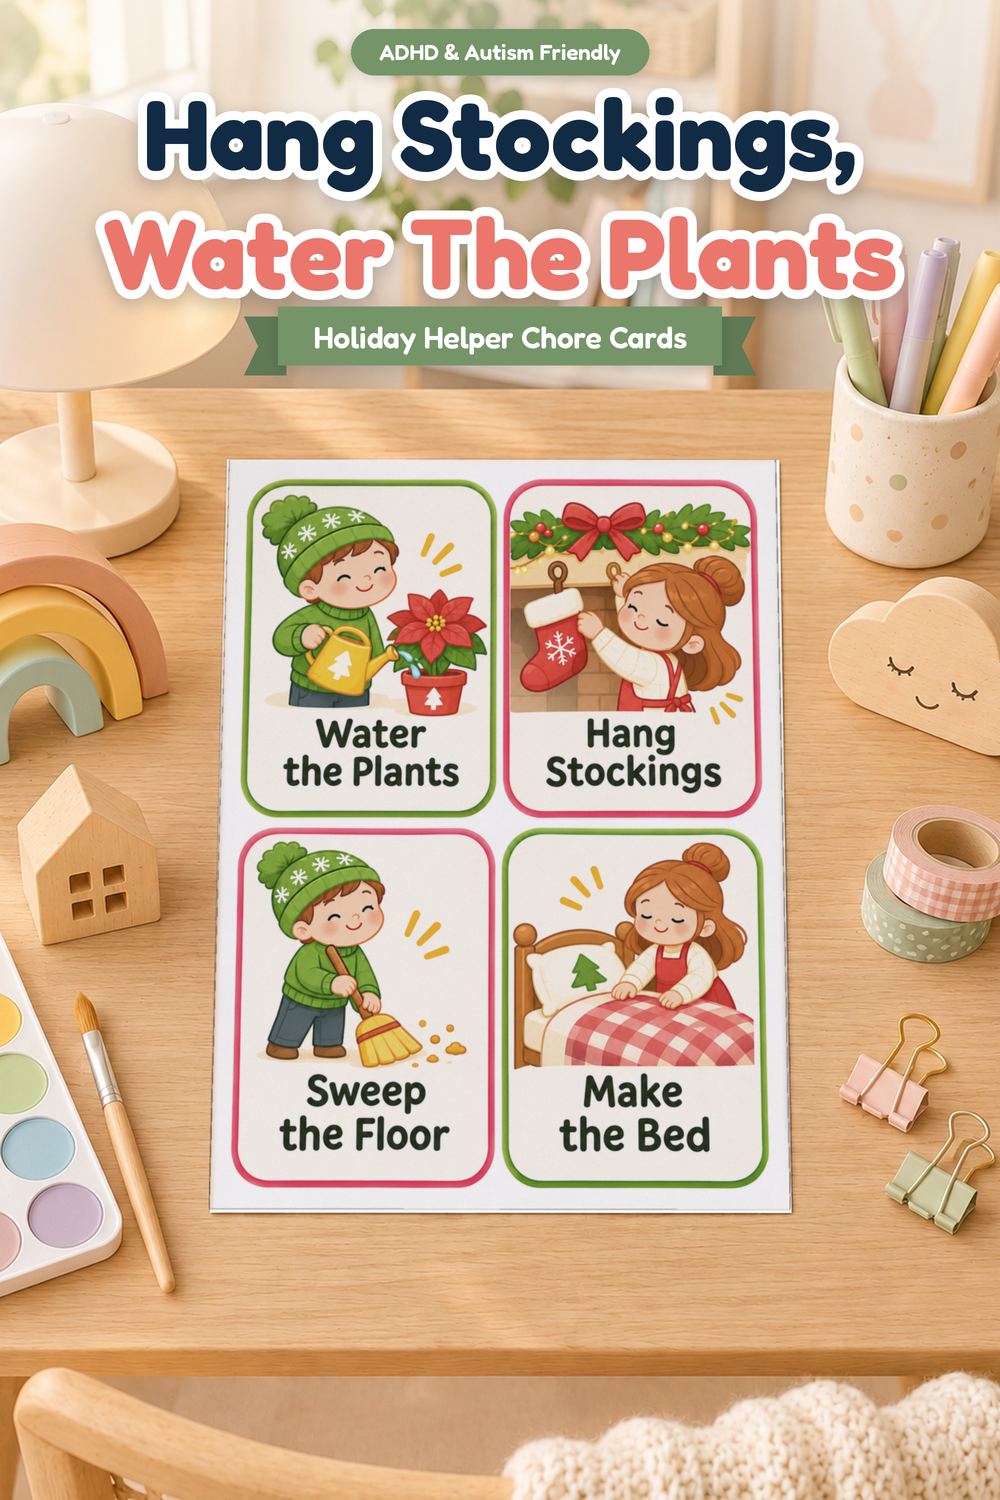 ADHD & Autism Friendly
Hang Stockings,
Water The Plants
Holiday Helper Chore Cards
Water
the Plants
Hang
Stockings
Sweep
the Floor
Make
the Bed